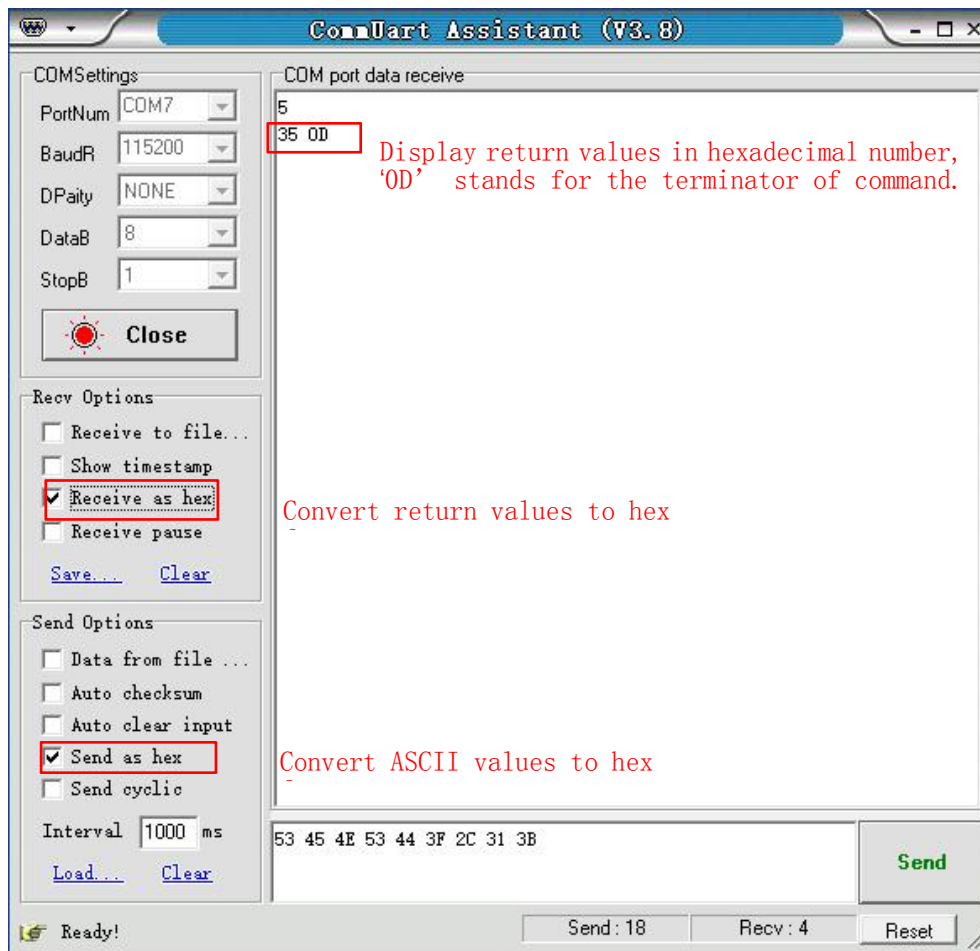 CommUart Assistant (V3.8)
COMSettings
PortNum COM7
BaudR 115200
DPaity NONE
DataB 8
StopB 1
Close
Recv Options
Receive to file...
Show timestamp
Receive as hex
Receive pause
Save... Clear
Send Options
Data from file ...
Auto checksum
Auto clear input
Send as hex
Send cyclic
Interval 1000 ms
Load... Clear
COM port data receive
5
35 0D
Display return values in hexadecimal number,
‘0D’ stands for the terminator of command.
Convert return values to hex
Convert ASCII values to hex
53 45 4E 53 44 3F 2C 31 3B
Send
Ready!
Send : 18
Recv : 4
Reset